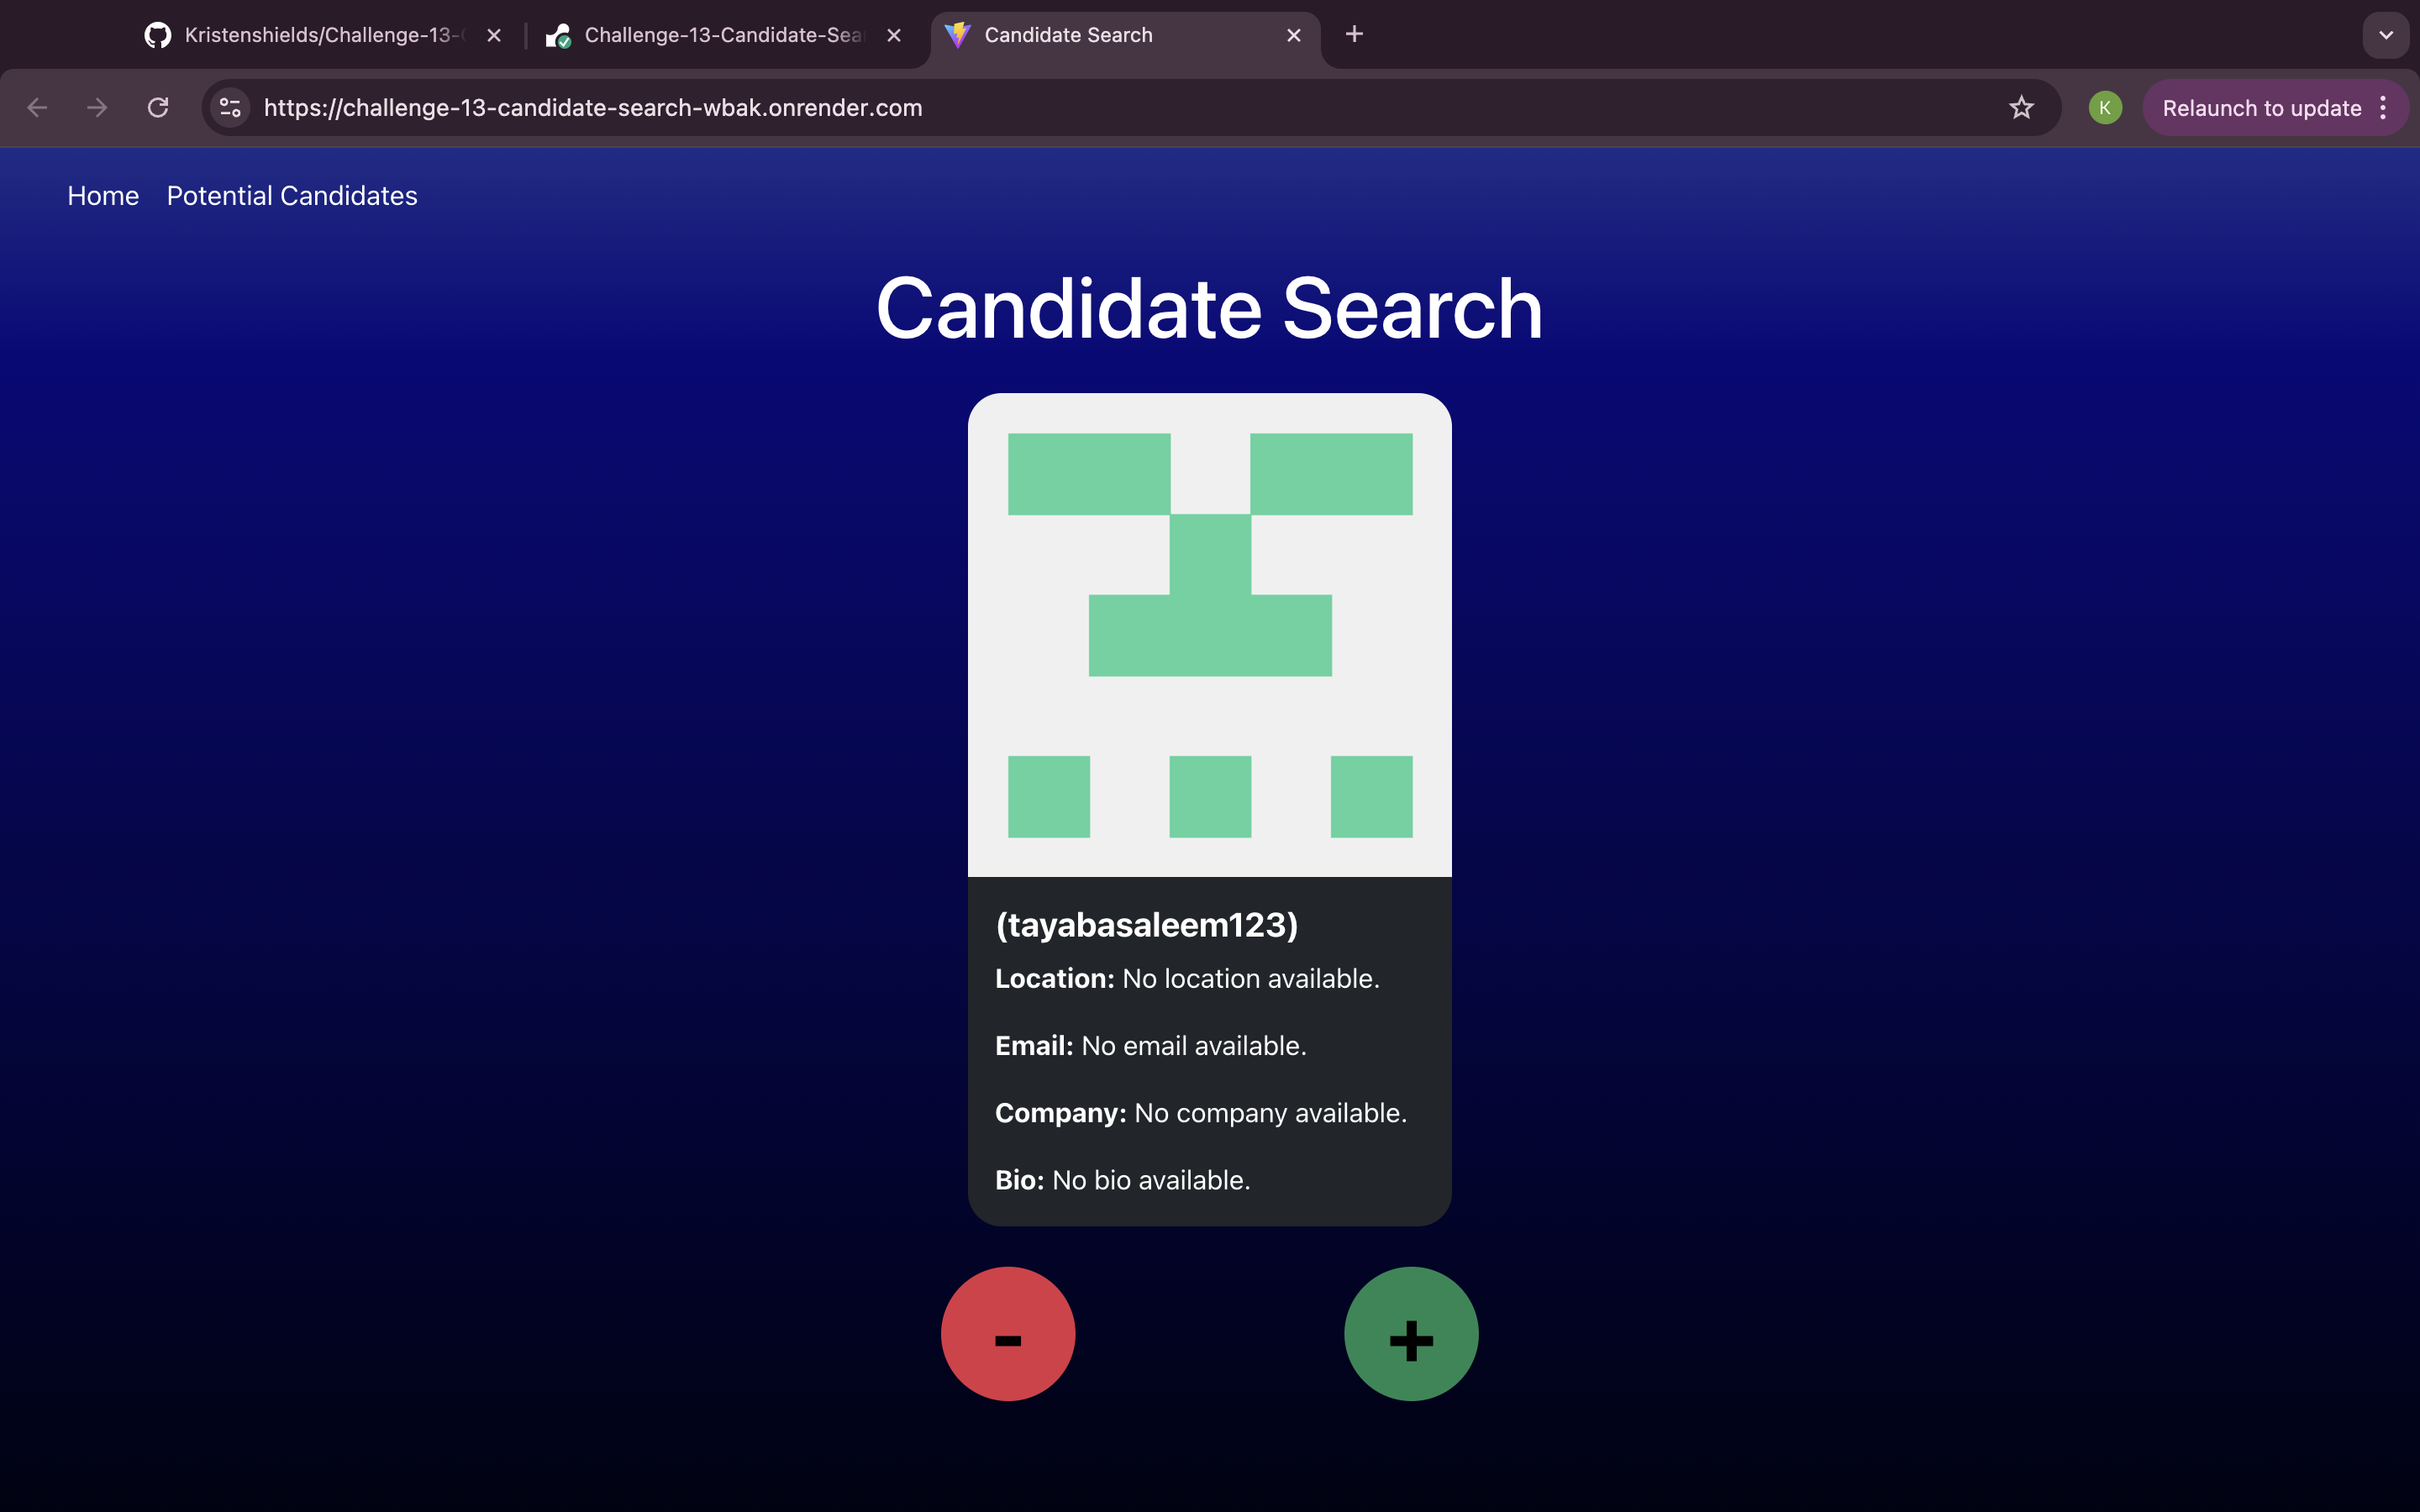 Kristenshields/Challenge-13-
Challenge-13-Candidate-Sea
Candidate Search
https://challenge-13-candidate-search-wbak.onrender.com
K
Relaunch to update
Home
Potential Candidates
Candidate Search
(tayabasaleem123)
Location: No location available.
Email: No email available.
Company: No company available.
Bio: No bio available.
-
+